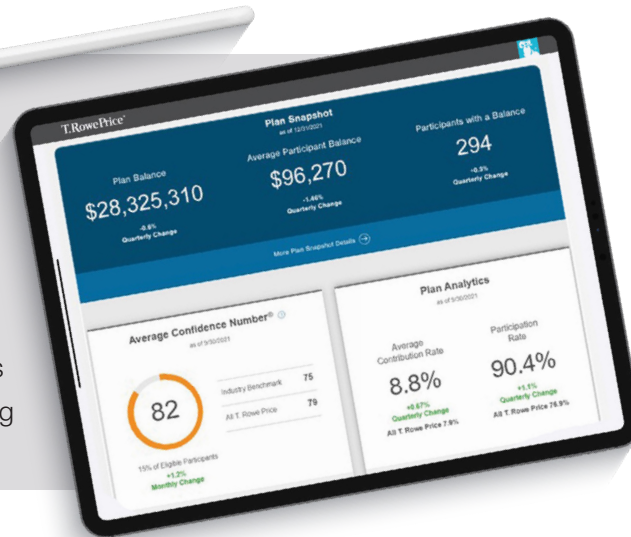 T.RowePrice®
Plan Snapshot
as of 12/31/2021
Plan Balance
$28,325,310
-0.6%
Quarterly Change
Average Participant Balance
$96,270
-1.46%
Quarterly Change
Participants with a Balance
294
-0.5%
Quarterly Change
More Plan Snapshot Details
Average Confidence Number®
as of 9/30/2021
82
Industry Benchmark 75
All T. Rowe Price 79
15% of Eligible Participants
+1.2%
Monthly Change
Plan Analytics
as of 9/30/2021
Average
Contribution Rate
8.8%
+0.67%
Quarterly Change
All T. Rowe Price 7.9%
Participation
Rate
90.4%
+1.1%
Quarterly Change
All T. Rowe Price 76.9%
s
g